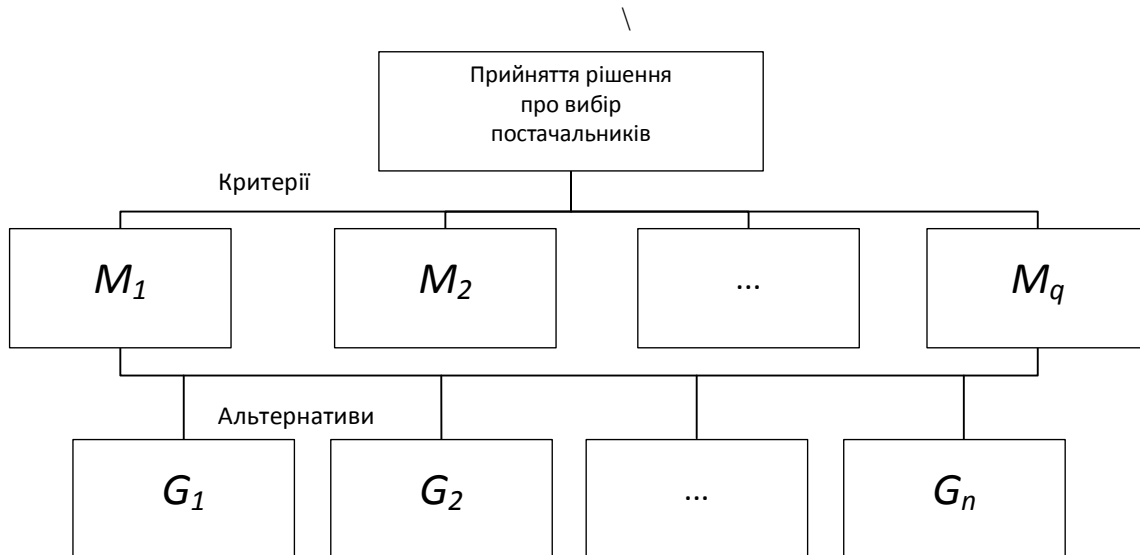 \
Прийняття рішення
про вибір
постачальників
Критерії
M1 M2 ... Mq
Альтернативи
G1 G2 ... Gn